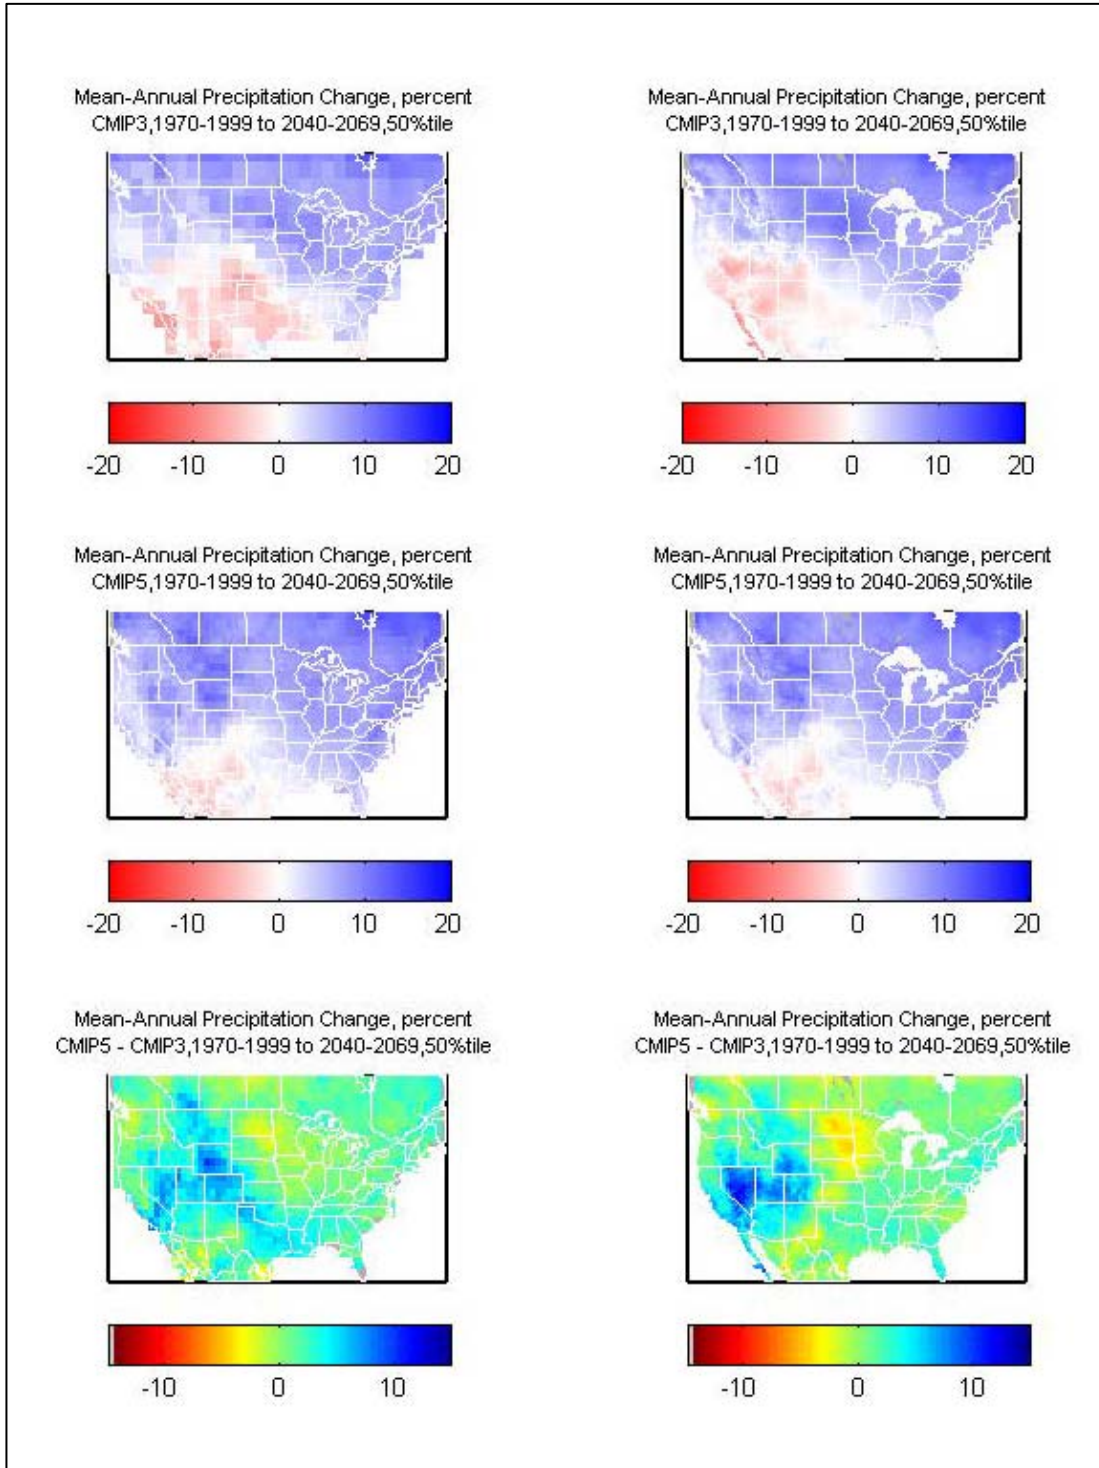 Mean-Annual Precipitation Change, percent
CMIP3,1970-1999 to 2040-2069,50%tile
-20 -10 0 10 20
Mean-Annual Precipitation Change, percent
CMIP3,1970-1999 to 2040-2069,50%tile
-20 -10 0 10 20
Mean-Annual Precipitation Change, percent
CMIP5,1970-1999 to 2040-2069,50%tile
-20 -10 0 10 20
Mean-Annual Precipitation Change, percent
CMIP5,1970-1999 to 2040-2069,50%tile
-20 -10 0 10 20
Mean-Annual Precipitation Change, percent
CMIP5 - CMIP3,1970-1999 to 2040-2069,50%tile
-10 0 10
Mean-Annual Precipitation Change, percent
CMIP5 - CMIP3,1970-1999 to 2040-2069,50%tile
-10 0 10